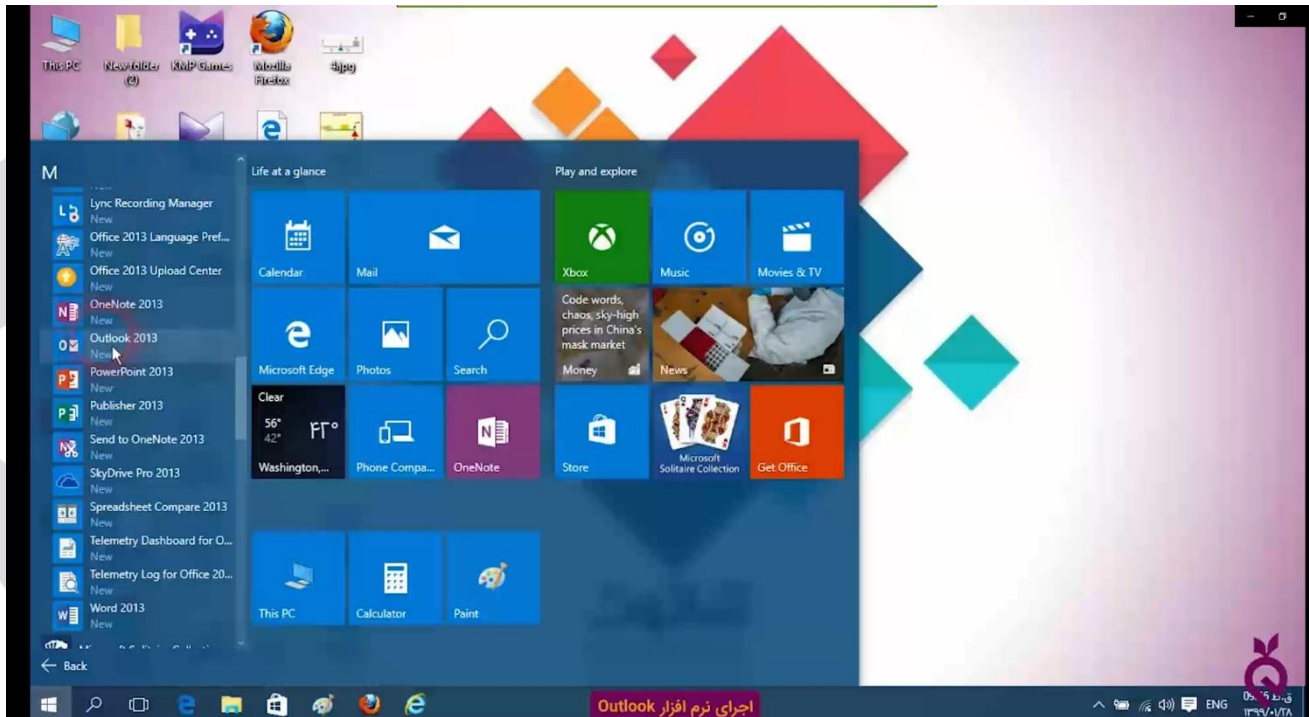 This PC
New folder
(2)
KMP Games
Mozilla
Firefox
4.jpg
M
Lync Recording Manager
New
Office 2013 Language Pref...
New
Office 2013 Upload Center
New
OneNote 2013
New
Outlook 2013
New
PowerPoint 2013
New
Publisher 2013
New
Send to OneNote 2013
New
SkyDrive Pro 2013
New
Spreadsheet Compare 2013
New
Telemetry Dashboard for O...
New
Telemetry Log for Office 20...
New
Word 2013
New
Back
Life at a glance
Calendar
Mail
Microsoft Edge
Photos
Search
Clear
56°
42°
۴۳°
Washington,...
Phone Compa...
OneNote
This PC
Calculator
Paint
Play and explore
Xbox
Music
Movies & TV
Code words,
chaos, sky-high
prices in China's
mask market
Money
News
Store
Microsoft
Solitaire Collection
Get Office
اجرای نرم افزار Outlook
ENG
۱۳۹۹/۰۱/۲۸